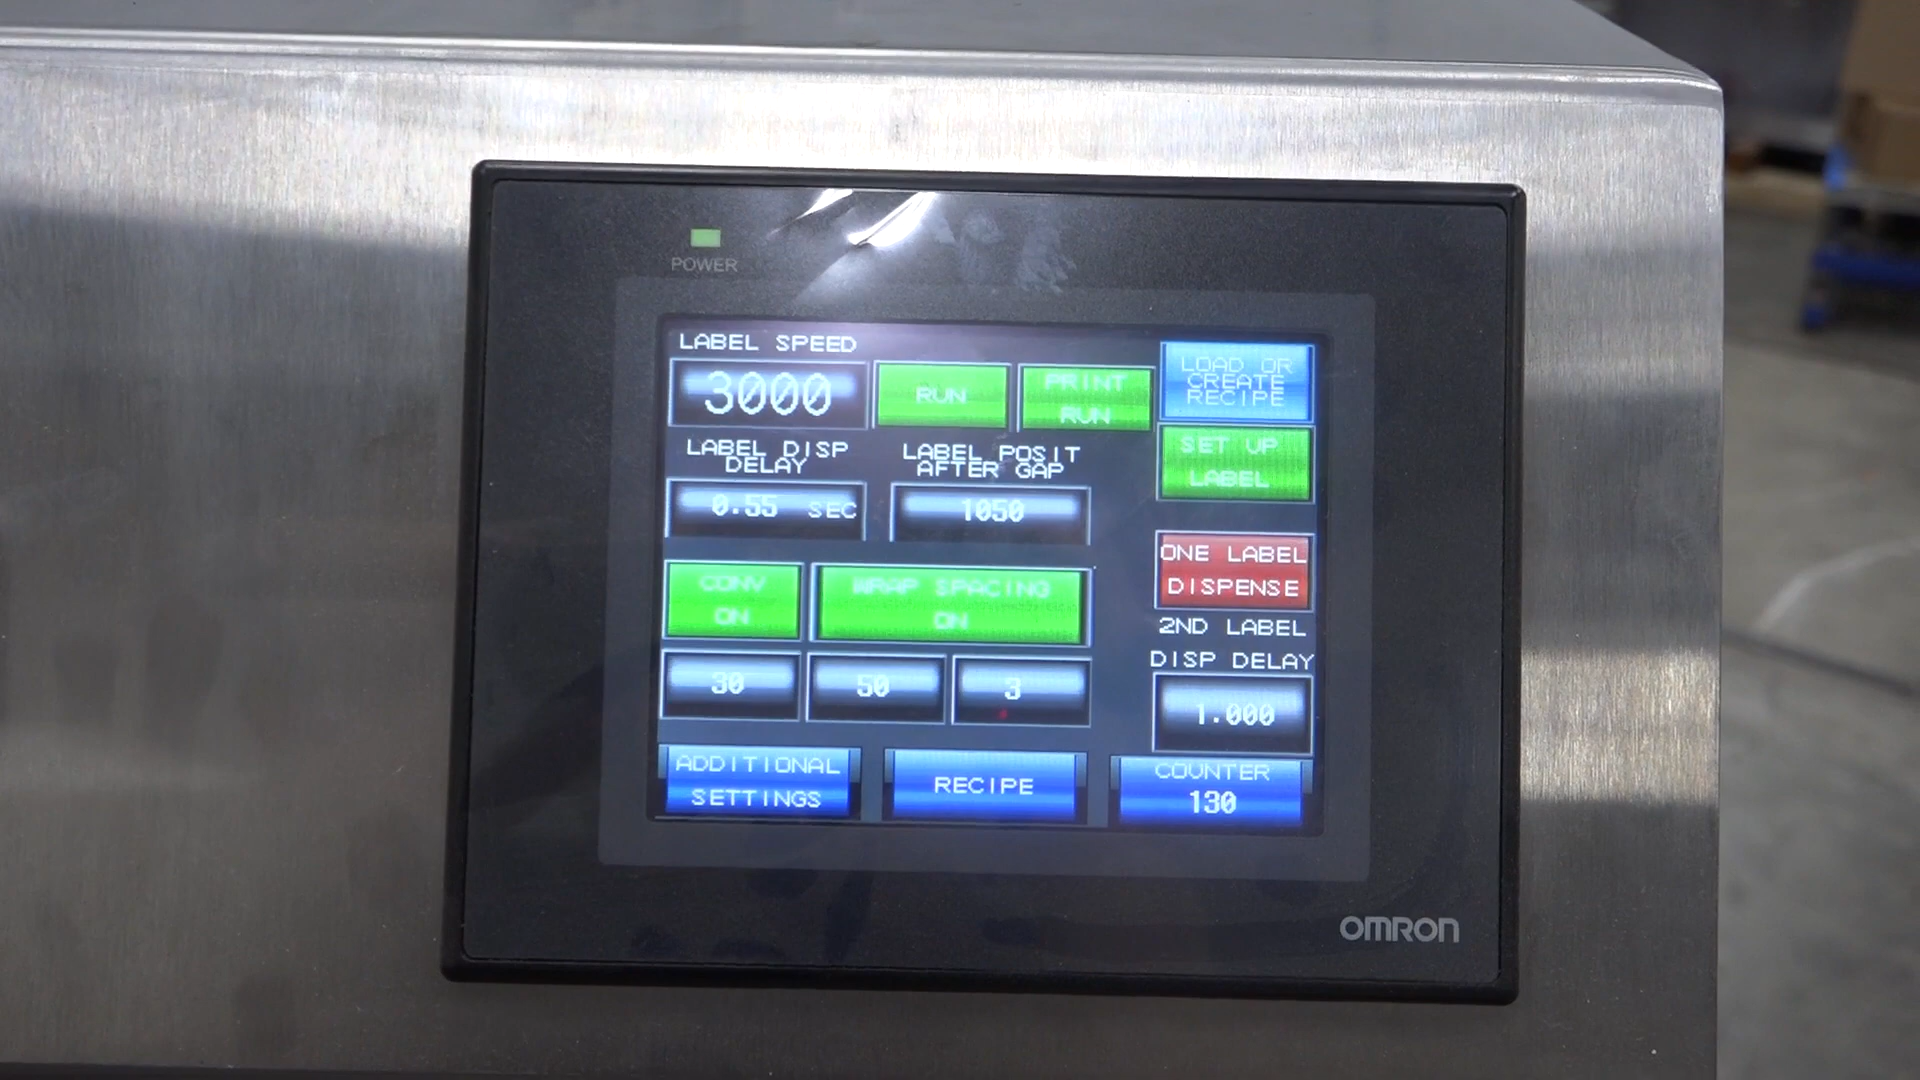 POWER
LABEL SPEED
3000
RUN
PRINT
RUN
LOAD OR
CREATE
RECIPE
LABEL DISP
DELAY
LABEL POSIT
AFTER GAP
SET UP
LABEL
0.55 SEC
1050
ONE LABEL
DISPENSE
CONV
ON
WRAP SPACING
ON
2ND LABEL
DISP DELAY
30
50
3
1.000
ADDITIONAL
SETTINGS
RECIPE
COUNTER
130
OMRON